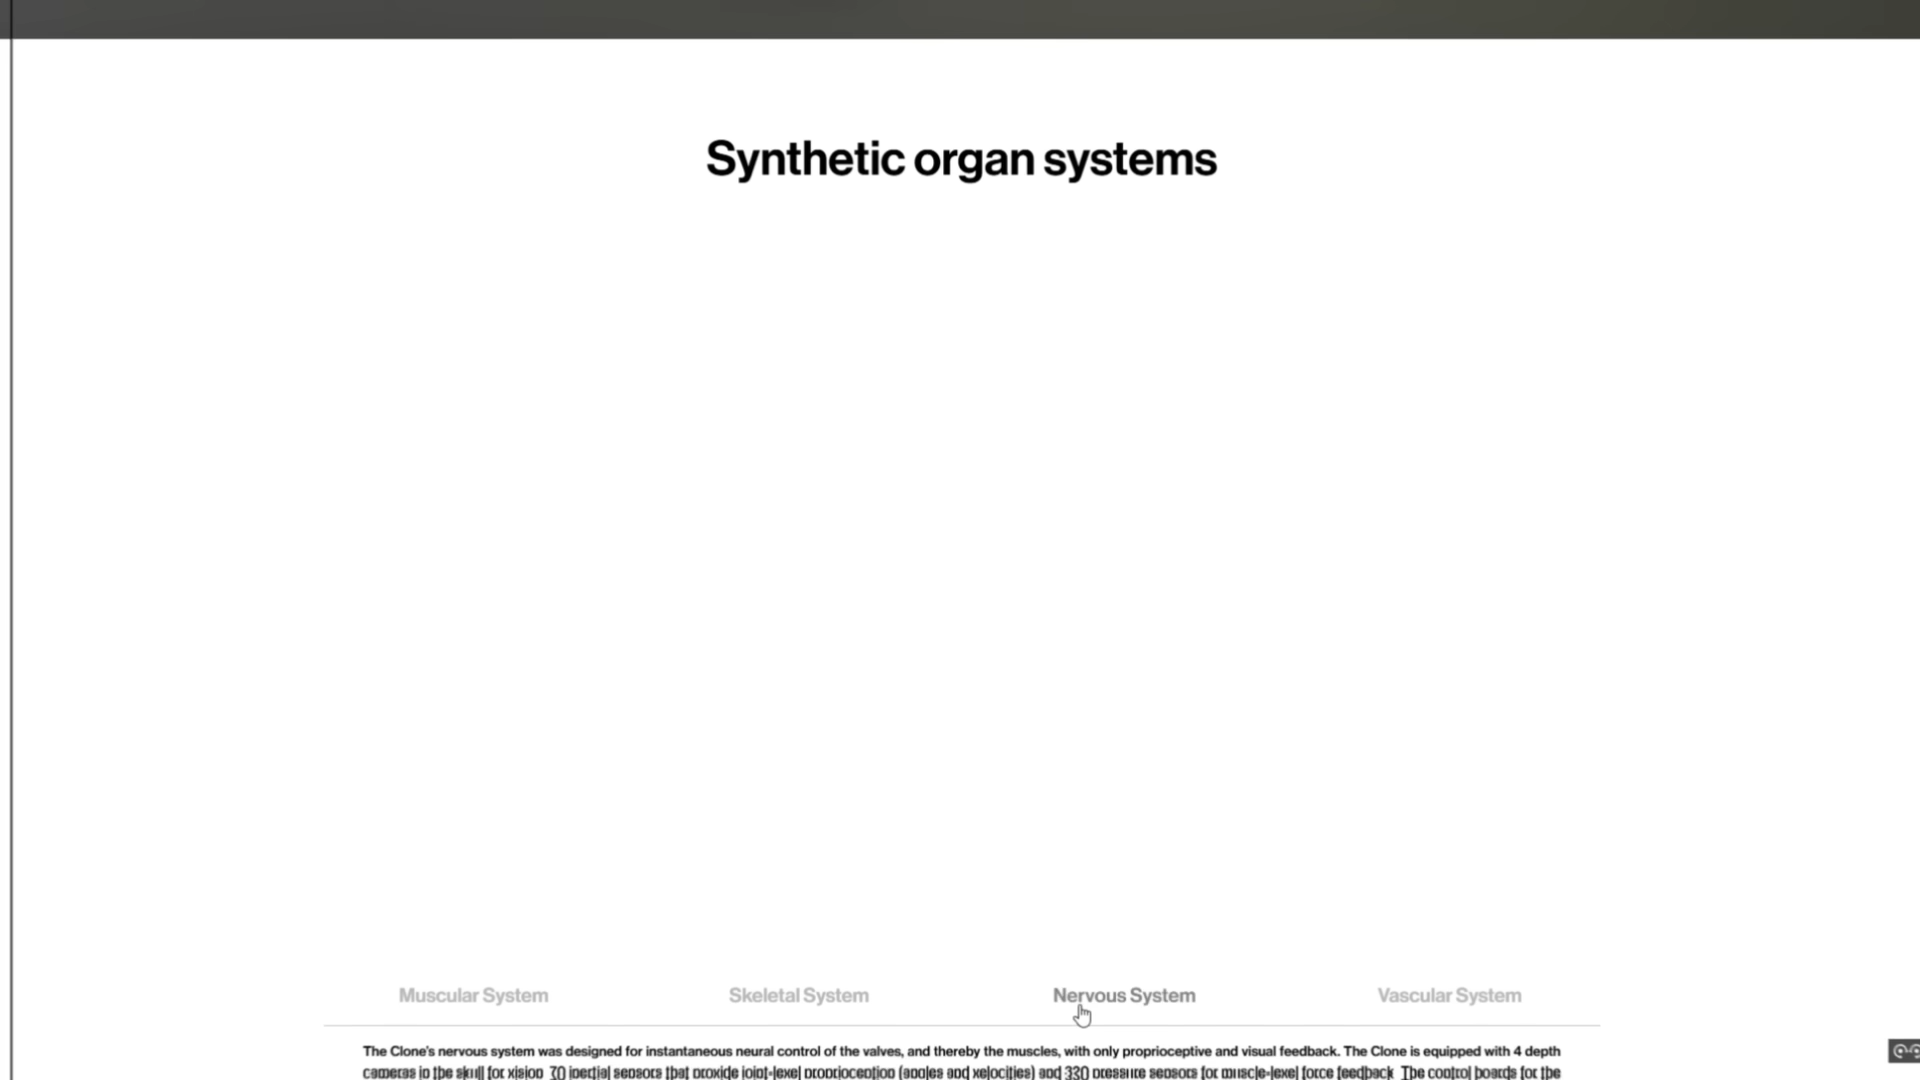 Synthetic organ systems
Muscular System
Skeletal System
Nervous System
Vascular System
The Clone's nervous system was designed for instantaneous neural control of the valves, and thereby the muscles, with only proprioceptive and visual feedback. The Clone is equipped with 4 depth
cameras in the skull for vision, 70 inertial sensors that provide joint-level proprioception (angles and velocities) and 330 pressure sensors for muscle-level force feedback. The control boards for the